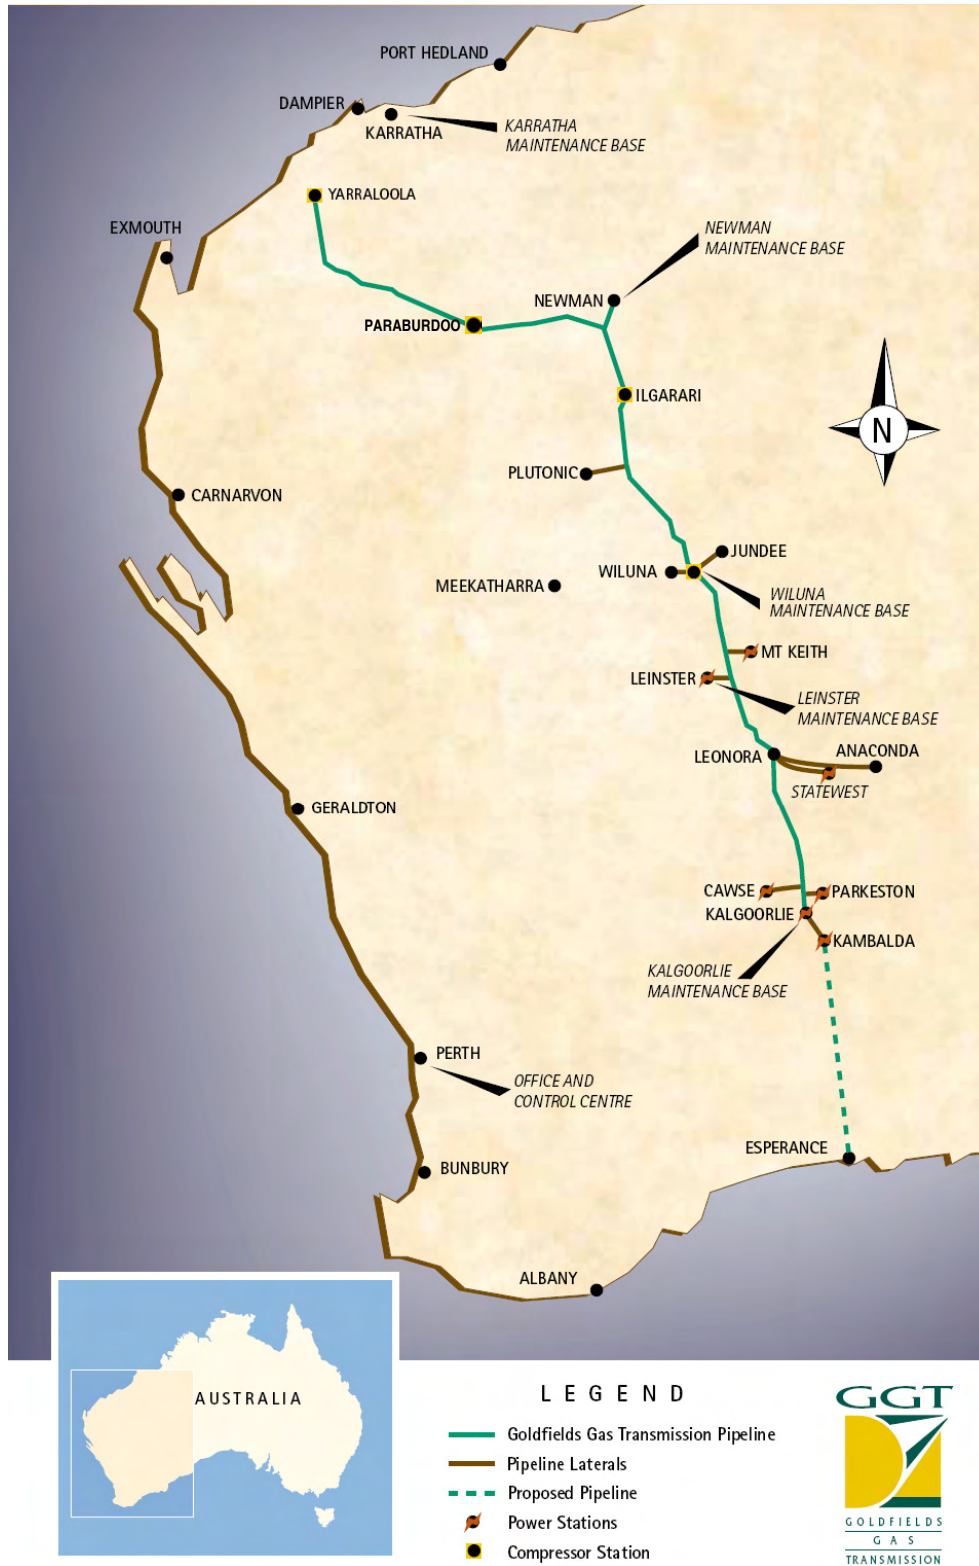 PORT HEDLAND
DAMPIER
KARRATHA
KARRATHA
MAINTENANCE BASE
YARRALOOLA
EXMOUTH
NEWMAN
MAINTENANCE BASE
NEWMAN
PARABURDOO
ILGARARI
N
PLUTONIC
CARNARVON
JUNDEE
WILUNA
MEEKATHARRA
WILUNA
MAINTENANCE BASE
MT KEITH
LEINSTER
LEINSTER
MAINTENANCE BASE
LEONORA
ANACONDA
STATEWEST
GERALDTON
CAWSE
PARKESTON
KALGOORLIE
KAMBALDA
KALGOORLIE
MAINTENANCE BASE
PERTH
OFFICE AND
CONTROL CENTRE
ESPERANCE
BUNBURY
ALBANY
AUSTRALIA
LEGEND
Goldfields Gas Transmission Pipeline
Pipeline Laterals
Proposed Pipeline
Power Stations
Compressor Station
GGT
GOLDFIELDS
GAS
TRANSMISSION